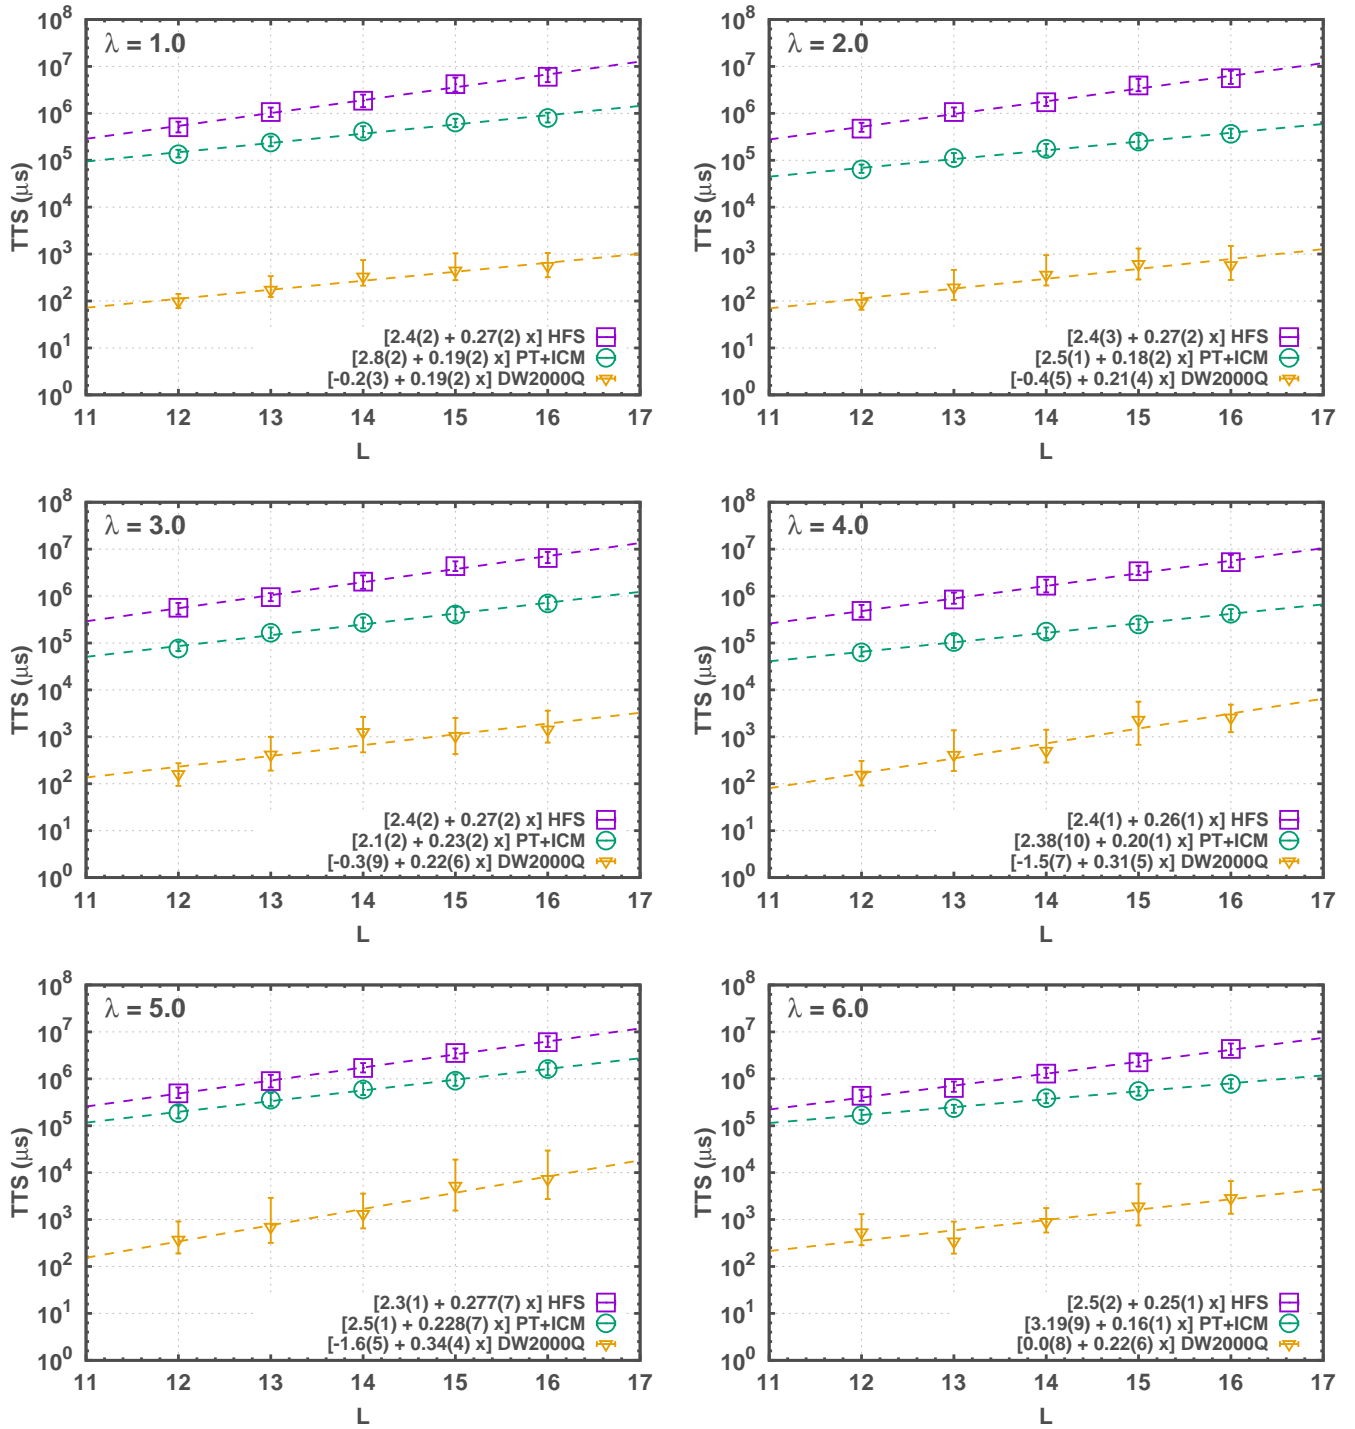 λ = 1.0
10^8
10^7
10^6
10^5
10^4
10^3
10^2
10^1
10^0
TTS (μs)
[2.4(2) + 0.27(2) x] HFS
[2.8(2) + 0.19(2) x] PT+ICM
[-0.2(3) + 0.19(2) x] DW2000Q
11 12 13 14 15 16 17
L
λ = 2.0
10^8
10^7
10^6
10^5
10^4
10^3
10^2
10^1
10^0
TTS (μs)
[2.4(3) + 0.27(2) x] HFS
[2.5(1) + 0.18(2) x] PT+ICM
[-0.4(5) + 0.21(4) x] DW2000Q
11 12 13 14 15 16 17
L
λ = 3.0
10^8
10^7
10^6
10^5
10^4
10^3
10^2
10^1
10^0
TTS (μs)
[2.4(2) + 0.27(2) x] HFS
[2.1(2) + 0.23(2) x] PT+ICM
[-0.3(9) + 0.22(6) x] DW2000Q
11 12 13 14 15 16 17
L
λ = 4.0
10^8
10^7
10^6
10^5
10^4
10^3
10^2
10^1
10^0
TTS (μs)
[2.4(1) + 0.26(1) x] HFS
[2.38(10) + 0.20(1) x] PT+ICM
[-1.5(7) + 0.31(5) x] DW2000Q
11 12 13 14 15 16 17
L
λ = 5.0
10^8
10^7
10^6
10^5
10^4
10^3
10^2
10^1
10^0
TTS (μs)
[2.3(1) + 0.277(7) x] HFS
[2.5(1) + 0.228(7) x] PT+ICM
[-1.6(5) + 0.34(4) x] DW2000Q
11 12 13 14 15 16 17
L
λ = 6.0
10^8
10^7
10^6
10^5
10^4
10^3
10^2
10^1
10^0
TTS (μs)
[2.5(2) + 0.25(1) x] HFS
[3.19(9) + 0.16(1) x] PT+ICM
[0.0(8) + 0.22(6) x] DW2000Q
11 12 13 14 15 16 17
L